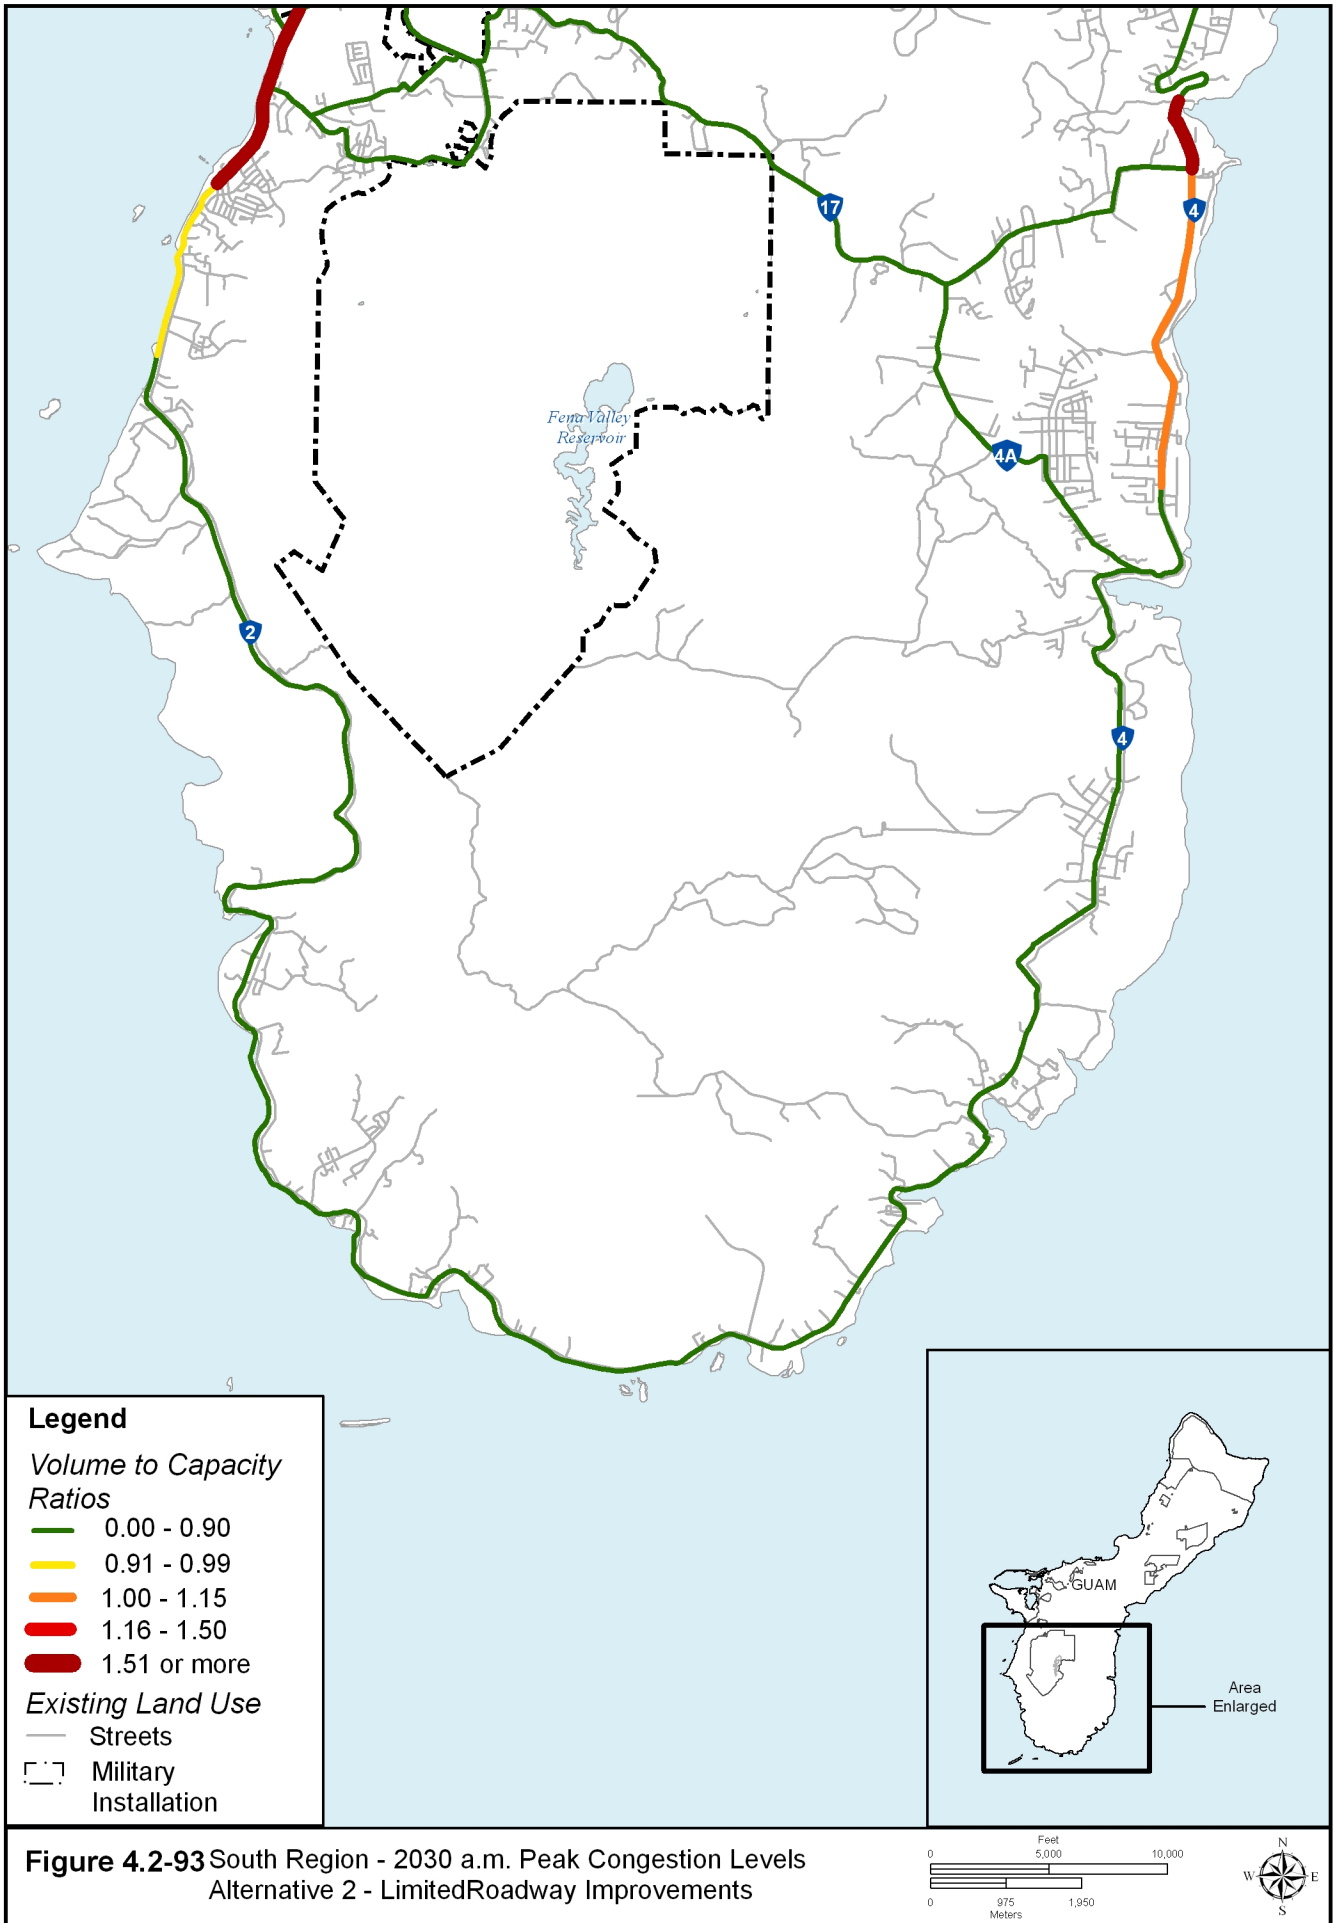 17
4
Fena Valley
Reservoir
4A
2
4
Legend
Volume to Capacity
Ratios
0.00 - 0.90
0.91 - 0.99
1.00 - 1.15
1.16 - 1.50
1.51 or more
Existing Land Use
Streets
Military
Installation
GUAM
Area
Enlarged
Figure 4.2-93 South Region - 2030 a.m. Peak Congestion Levels
Alternative 2 - LimitedRoadway Improvements
Feet
0 5,000 10,000
0 975 1,950
Meters
N
W E
S